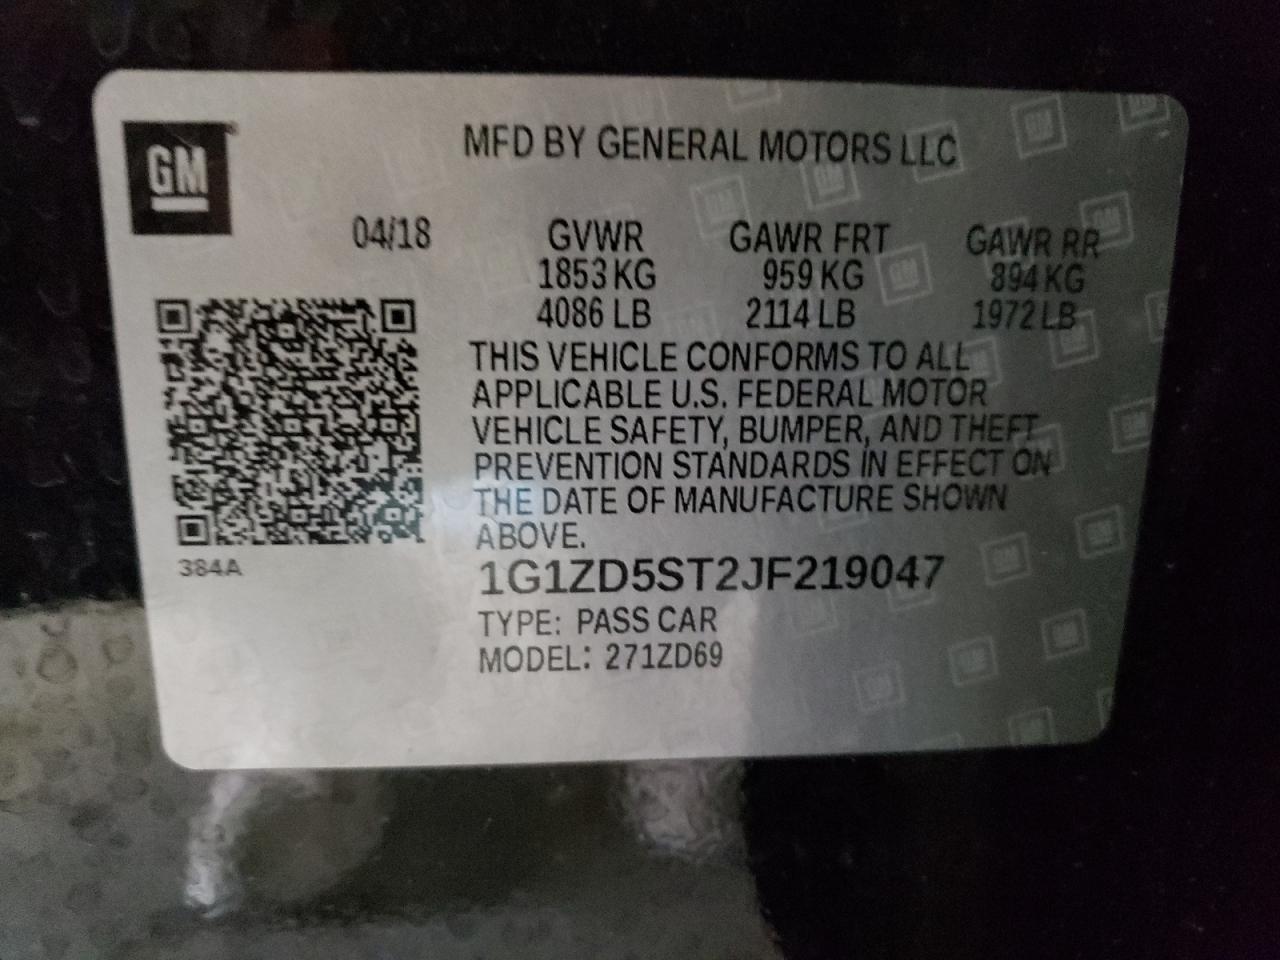 GM
MFD BY GENERAL MOTORS LLC
04/18 GVWR GAWR FRT GAWR RR
1853 KG 959 KG 894 KG
4086 LB 2114 LB 1972 LB
THIS VEHICLE CONFORMS TO ALL
APPLICABLE U.S. FEDERAL MOTOR
VEHICLE SAFETY, BUMPER, AND THEFT
PREVENTION STANDARDS IN EFFECT ON
THE DATE OF MANUFACTURE SHOWN
ABOVE.
384A
1G1ZD5ST2JF219047
TYPE: PASS CAR
MODEL: 271ZD69